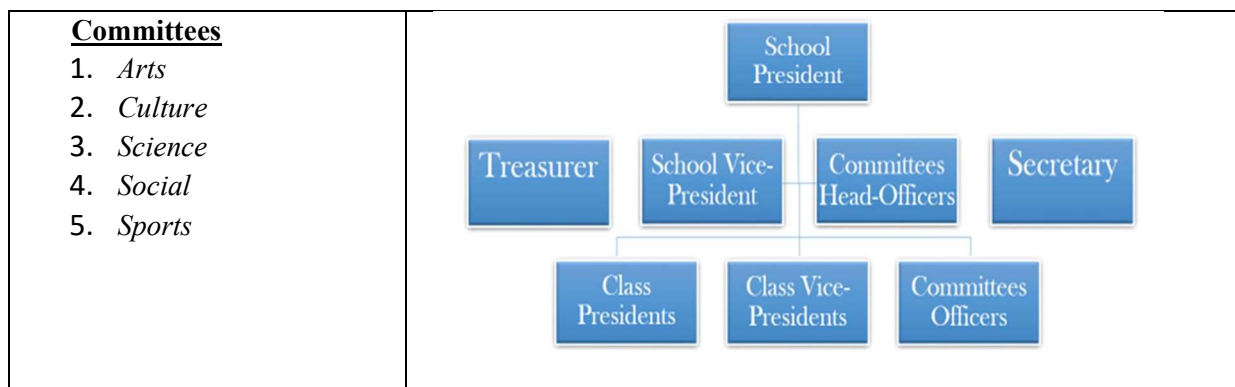 Committees
1. Arts
2. Culture
3. Science
4. Social
5. Sports
School
President
Treasurer
School Vice-
President
Committees
Head-Officers
Secretary
Class
Presidents
Class Vice-
Presidents
Committees
Officers